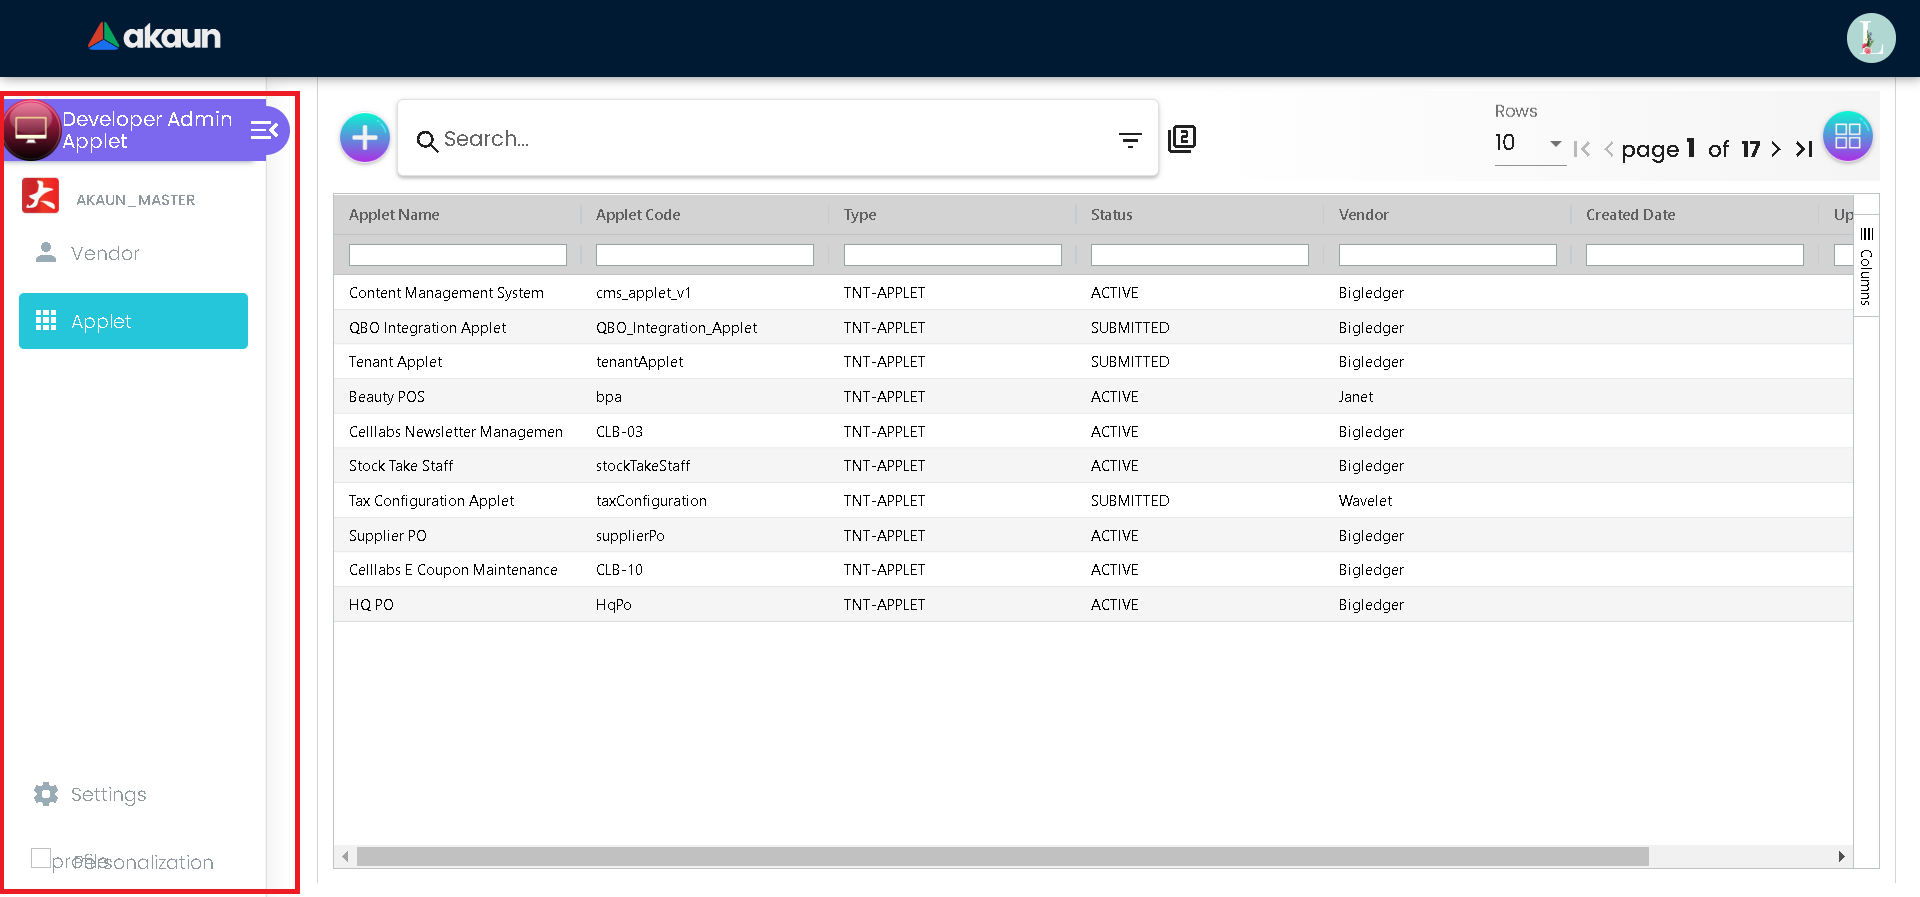 akaun
L
Developer Admin
Applet
AKAUN_MASTER
Vendor
Applet
Settings
profile
Personalization
Search...
2
Rows
10
page 1 of 17
Applet Name Applet Code Type Status Vendor Created Date Up
Columns
Content Management System cms_applet_v1 TNT-APPLET ACTIVE Bigledger
QBO Integration Applet QBO_Integration_Applet TNT-APPLET SUBMITTED Bigledger
Tenant Applet tenantApplet TNT-APPLET SUBMITTED Bigledger
Beauty POS bpa TNT-APPLET ACTIVE Janet
Celllabs Newsletter Managemen CLB-03 TNT-APPLET ACTIVE Bigledger
Stock Take Staff stockTakeStaff TNT-APPLET ACTIVE Bigledger
Tax Configuration Applet taxConfiguration TNT-APPLET SUBMITTED Wavelet
Supplier PO supplierPo TNT-APPLET ACTIVE Bigledger
Celllabs E Coupon Maintenance CLB-10 TNT-APPLET ACTIVE Bigledger
HQ PO HqPo TNT-APPLET ACTIVE Bigledger